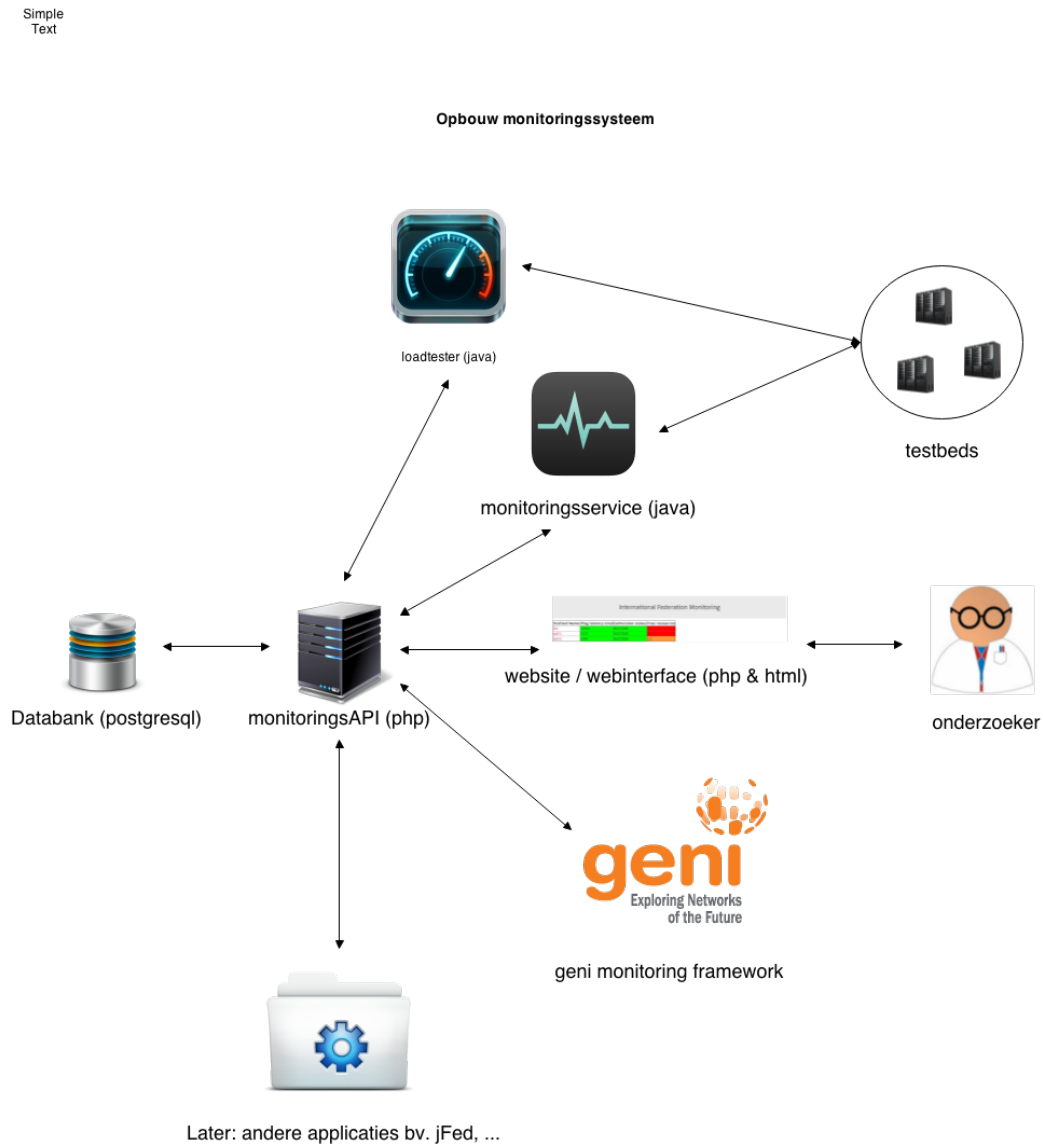 Simple
Text
Opbouw monitoringssysteem
loadtester (java)
testbeds
monitoringsservice (java)
International Federation Monitoring
website / webinterface (php & html)
Databank (postgresql)
monitoringsAPI (php)
onderzoeker
geni
Exploring Networks
of the Future
geni monitoring framework
Later: andere applicaties bv. jFed, ...